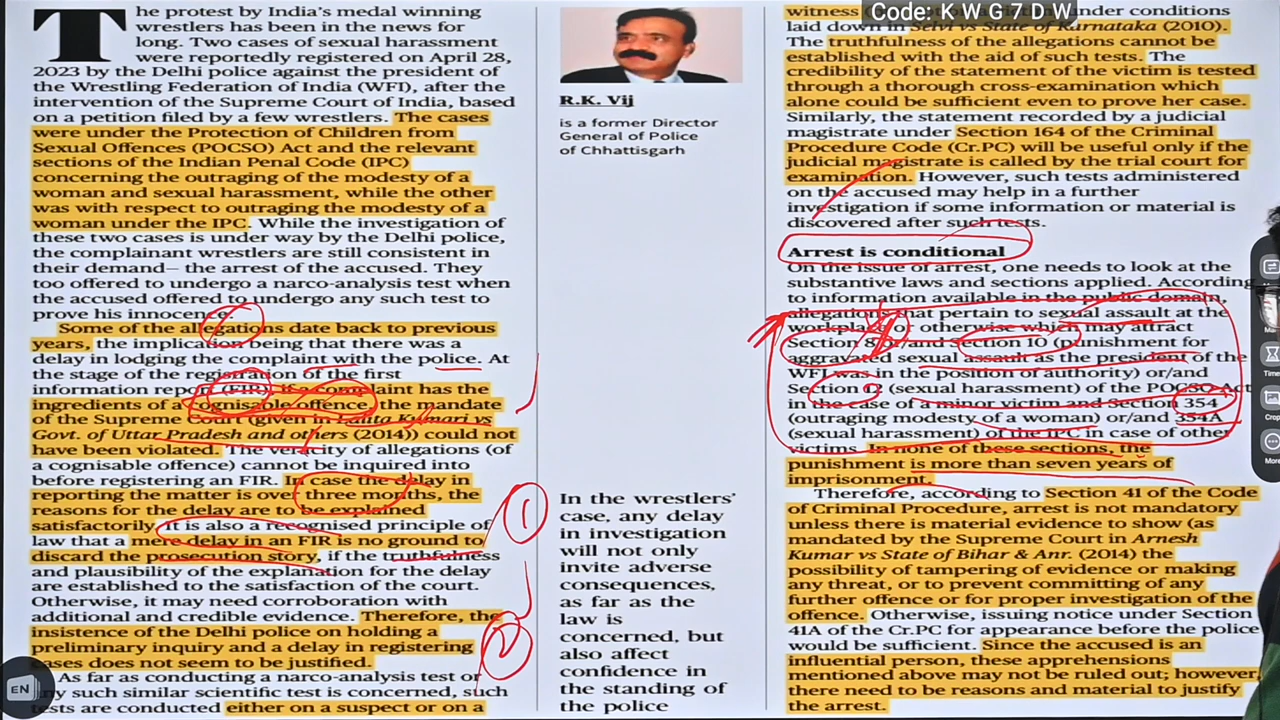 The protest by India's medal winning
wrestlers has been in the news for
long. Two cases of sexual harassment
were reportedly registered on April 28,
2023 by the Delhi police against the president of
the Wrestling Federation of India (WFI), after the
intervention of the Supreme Court of India, based
on a petition filed by a few wrestlers. The cases
were under the Protection of Children from
Sexual Offences (POCSO) Act and the relevant
sections of the Indian Penal Code (IPC)
concerning the outraging of the modesty of a
woman and sexual harassment, while the other
was with respect to outraging the modesty of a
woman under the IPC. While the investigation of
these two cases is under way by the Delhi police,
the complainant wrestlers are still consistent in
their demand— the arrest of the accused. They
too offered to undergo a narco-analysis test when
the accused offered to undergo any such test to
prove his innocence.
Some of the allegations date back to previous
years, the implication being that there was a
delay in lodging the complaint with the police. At
the stage of the registration of the first
information report (FIR), if a complaint has the
ingredients of a cognisable offence, the mandate
of the Supreme Court (given in Lalita Kumari vs
Govt. of Uttar Pradesh and others (2014)) could not
have been violated. The veracity of allegations (of
a cognisable offence) cannot be inquired into
before registering an FIR. In case the delay in
reporting the matter is over three months, the
reasons for the delay are to be explained
satisfactorily. It is also a recognised principle of
law that a mere delay in an FIR is no ground to
discard the prosecution story, if the truthfulness
and plausibility of the explanation for the delay
are established to the satisfaction of the court.
Otherwise, it may need corroboration with
additional and credible evidence. Therefore, the
insistence of the Delhi police on holding a
preliminary inquiry and a delay in registering
cases does not seem to be justified.
As far as conducting a narco-analysis test or
any such similar scientific test is concerned, such
tests are conducted either on a suspect or on a
EN
1
2
R.K. Vij
is a former Director
General of Police
of Chhattisgarh
In the wrestlers'
case, any delay
in investigation
will not only
invite adverse
consequences,
as far as the
law is
concerned, but
also affect
confidence in
the standing of
the police
Code: K W G 7 D W
witness under conditions
laid down in Selvi vs State of Karnataka (2010).
The truthfulness of the allegations cannot be
established with the aid of such tests. The
credibility of the statement of the victim is tested
through a thorough cross-examination which
alone could be sufficient even to prove her case.
Similarly, the statement recorded by a judicial
magistrate under Section 164 of the Criminal
Procedure Code (Cr.PC) will be useful only if the
judicial magistrate is called by the trial court for
examination. However, such tests administered
on the accused may help in a further
investigation if some information or material is
discovered after such tests.
Arrest is conditional
On the issue of arrest, one needs to look at the
substantive laws and sections applied. According
to information available in the public domain,
allegations that pertain to sexual assault at the
workplace or otherwise which may attract
Section 8 or/and Section 10 (punishment for
aggravated sexual assault as the president of the
WFI was in the position of authority) or/and
Section 12 (sexual harassment) of the POCSO Act
in the case of a minor victim and Section 354
(outraging modesty of a woman) or/and 354A
(sexual harassment) of the IPC in case of other
victims. In none of these sections, the
punishment is more than seven years of
imprisonment.
Therefore, according to Section 41 of the Code
of Criminal Procedure, arrest is not mandatory
unless there is material evidence to show (as
mandated by the Supreme Court in Arnesh
Kumar vs State of Bihar & Anr. (2014) the
possibility of tampering of evidence or making
any threat, or to prevent committing of any
further offence or for proper investigation of the
offence. Otherwise, issuing notice under Section
41A of the Cr.PC for appearance before the police
would be sufficient. Since the accused is an
influential person, these apprehensions
mentioned above may not be ruled out; however,
there need to be reasons and material to justify
the arrest.
Time
Crop
More